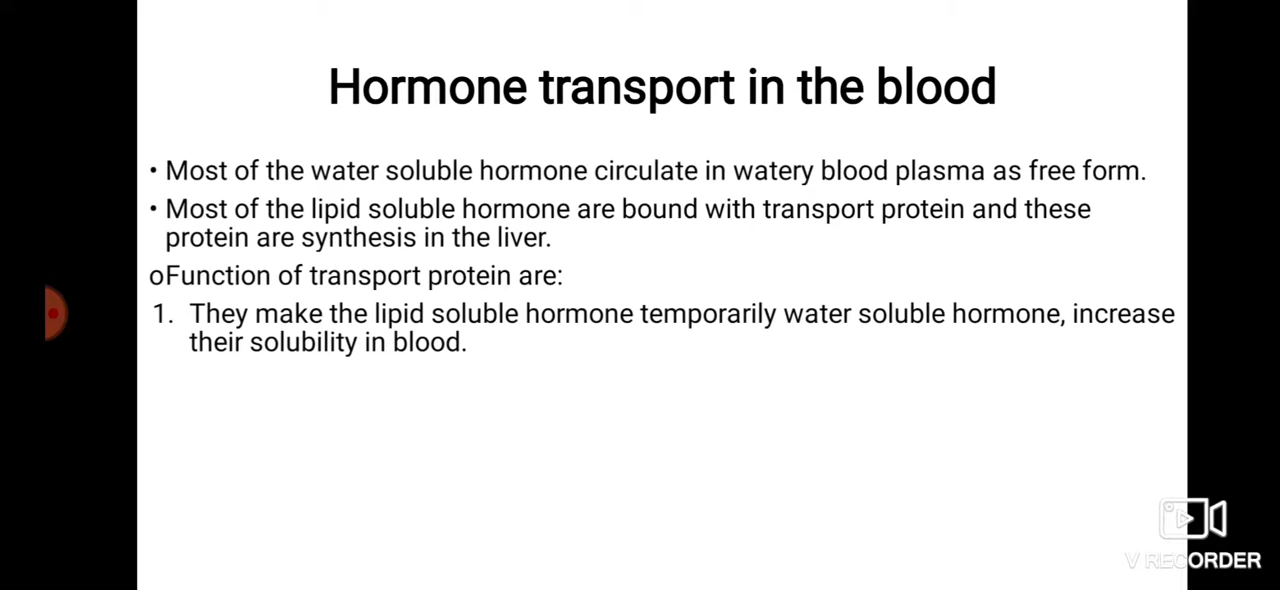 Hormone transport in the blood
• Most of the water soluble hormone circulate in watery blood plasma as free form.
• Most of the lipid soluble hormone are bound with transport protein and these
protein are synthesis in the liver.
oFunction of transport protein are:
1. They make the lipid soluble hormone temporarily water soluble hormone, increase
their solubility in blood.
V RECORDER